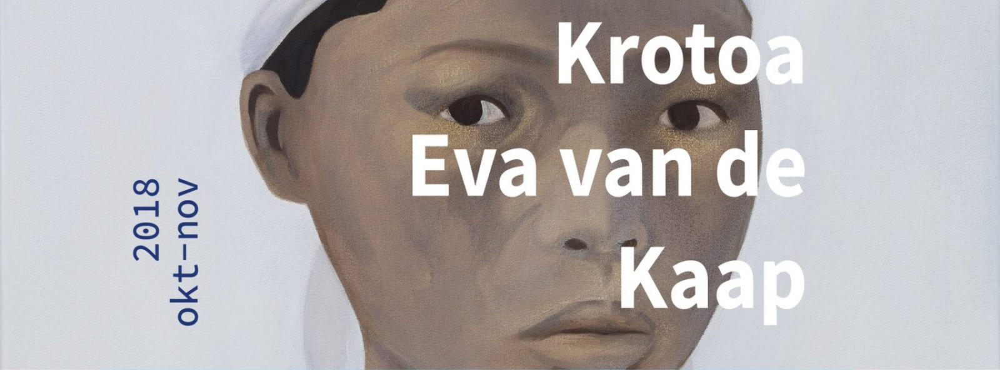 Krotoa
Eva van de
Kaap
2018
okt-nov